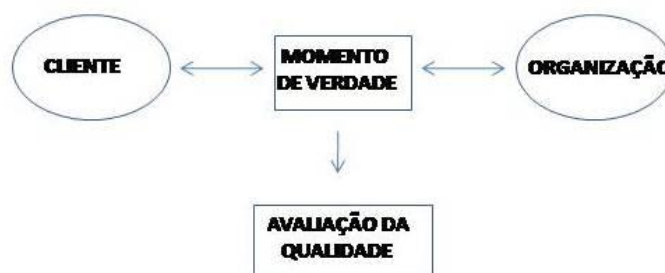 CLIENTE
MOMENTO
DE VERDADE
ORGANIZAÇÃO
AVALIAÇÃO DA
QUALIDADE